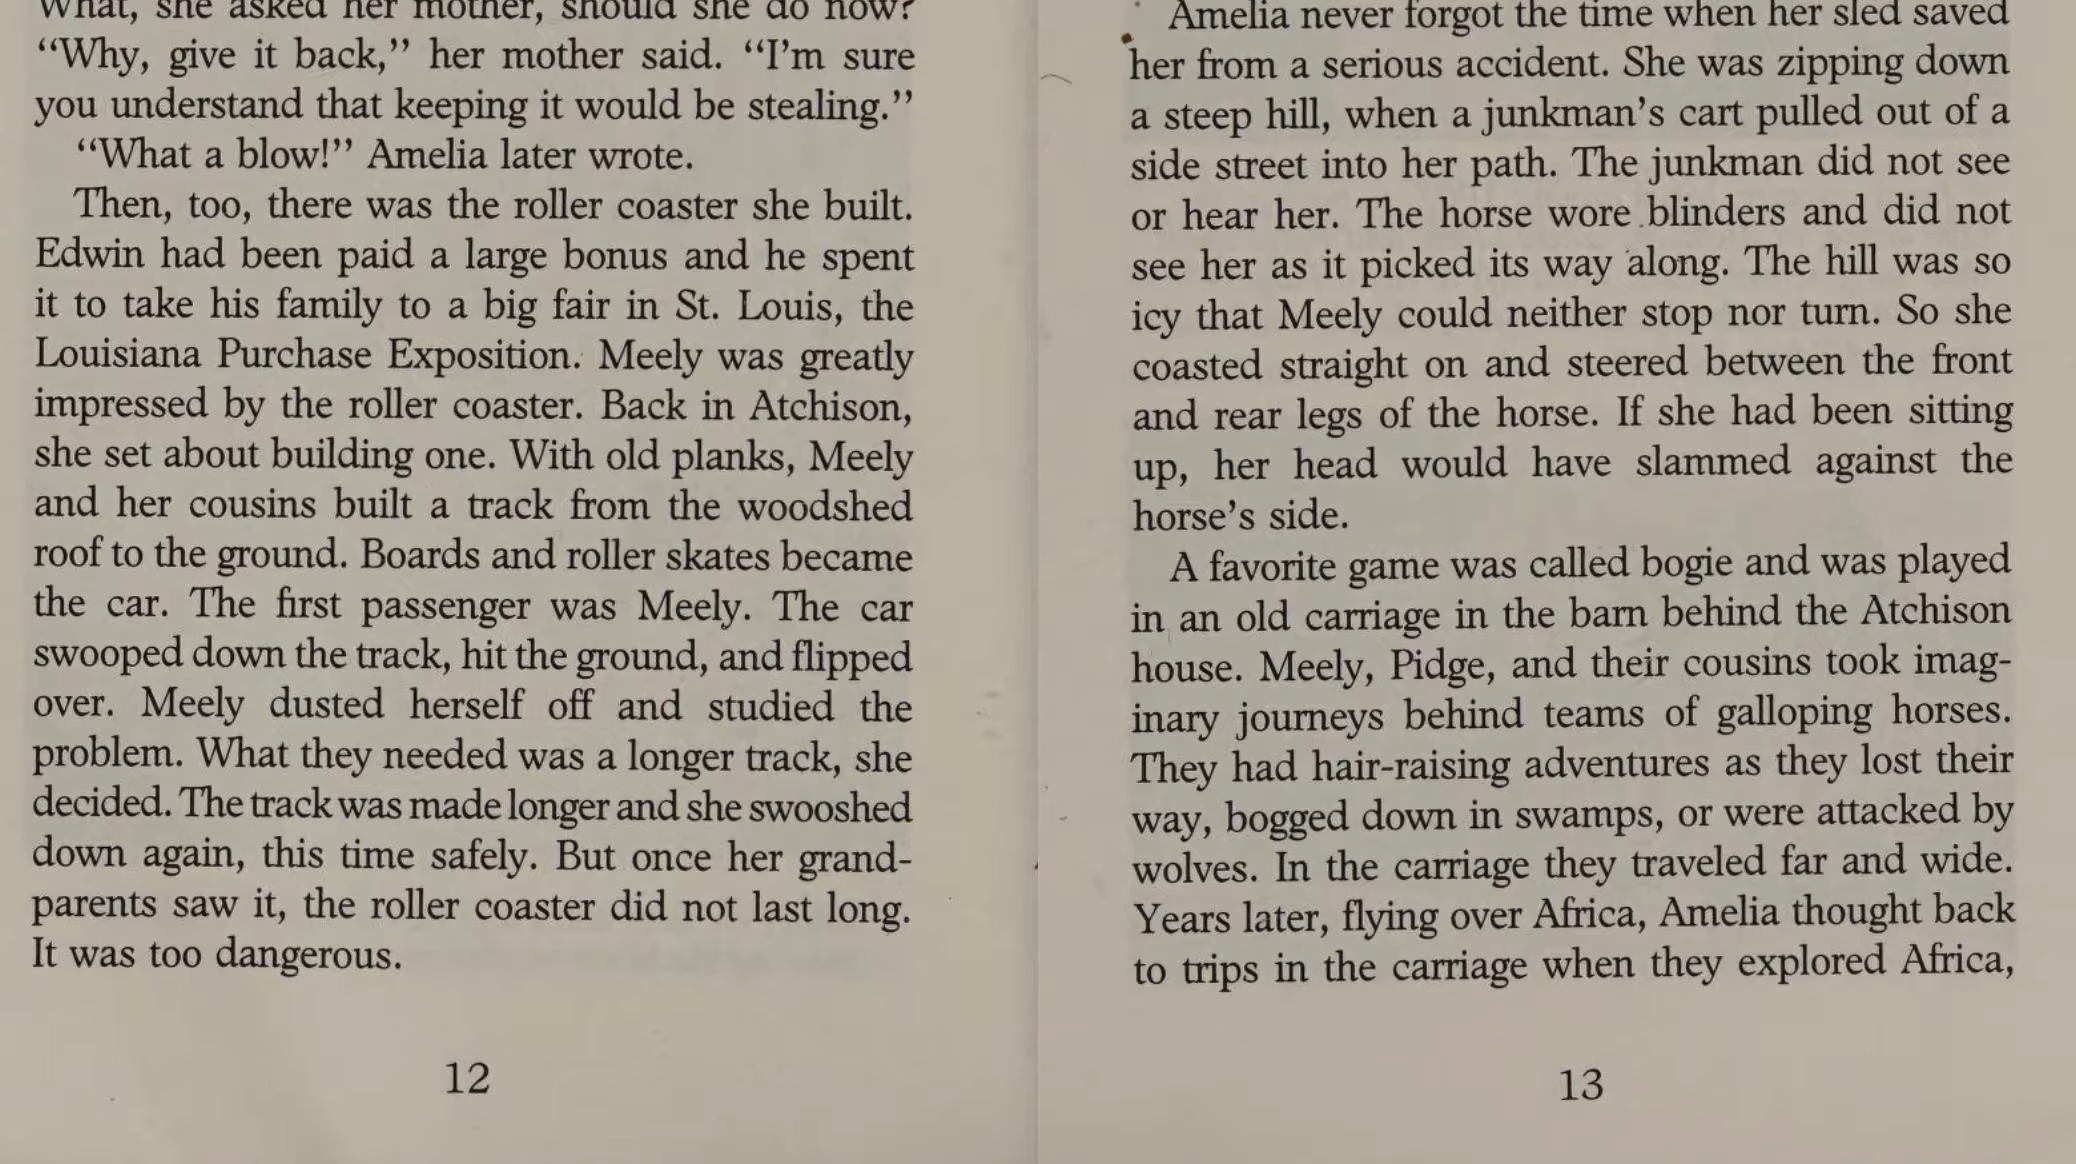 What, she asked her mother, should she do now?
“Why, give it back,” her mother said. “I’m sure
you understand that keeping it would be stealing.”
“What a blow!” Amelia later wrote.
Then, too, there was the roller coaster she built.
Edwin had been paid a large bonus and he spent
it to take his family to a big fair in St. Louis, the
Louisiana Purchase Exposition. Meely was greatly
impressed by the roller coaster. Back in Atchison,
she set about building one. With old planks, Meely
and her cousins built a track from the woodshed
roof to the ground. Boards and roller skates became
the car. The first passenger was Meely. The car
swooped down the track, hit the ground, and flipped
over. Meely dusted herself off and studied the
problem. What they needed was a longer track, she
decided. The track was made longer and she swooshed
down again, this time safely. But once her grand-
parents saw it, the roller coaster did not last long.
It was too dangerous.
12
Amelia never forgot the time when her sled saved
her from a serious accident. She was zipping down
a steep hill, when a junkman’s cart pulled out of a
side street into her path. The junkman did not see
or hear her. The horse wore blinders and did not
see her as it picked its way along. The hill was so
icy that Meely could neither stop nor turn. So she
coasted straight on and steered between the front
and rear legs of the horse. If she had been sitting
up, her head would have slammed against the
horse’s side.
A favorite game was called bogie and was played
in an old carriage in the barn behind the Atchison
house. Meely, Pidge, and their cousins took imag-
inary journeys behind teams of galloping horses.
They had hair-raising adventures as they lost their
way, bogged down in swamps, or were attacked by
wolves. In the carriage they traveled far and wide.
Years later, flying over Africa, Amelia thought back
to trips in the carriage when they explored Africa,
13